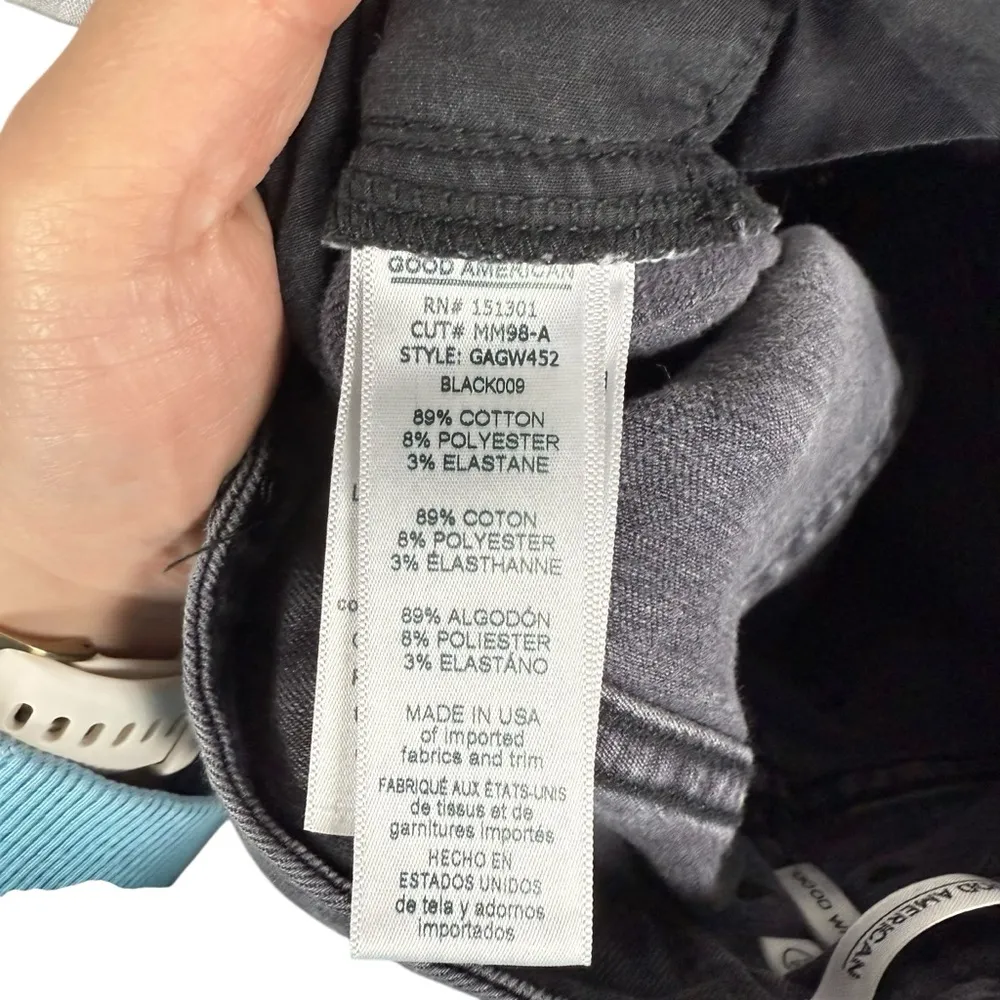 GOOD AMERICAN
RN# 151301
CUT# MM98-A
STYLE: GAGW452
BLACK009
89% COTTON
8% POLYESTER
3% ELASTANE
89% COTON
8% POLYESTER
3% ÉLASTHANNE
89% ALGODÓN
8% POLIESTER
3% ELASTÁNO
MADE IN USA
of imported
fabrics and trim
FABRIQUÉ AUX ÉTATS-UNIS
de tissus et de
garnitures importés
HECHO EN
ESTADOS UNIDOS
de tela y adornos
importados
AMERICAN